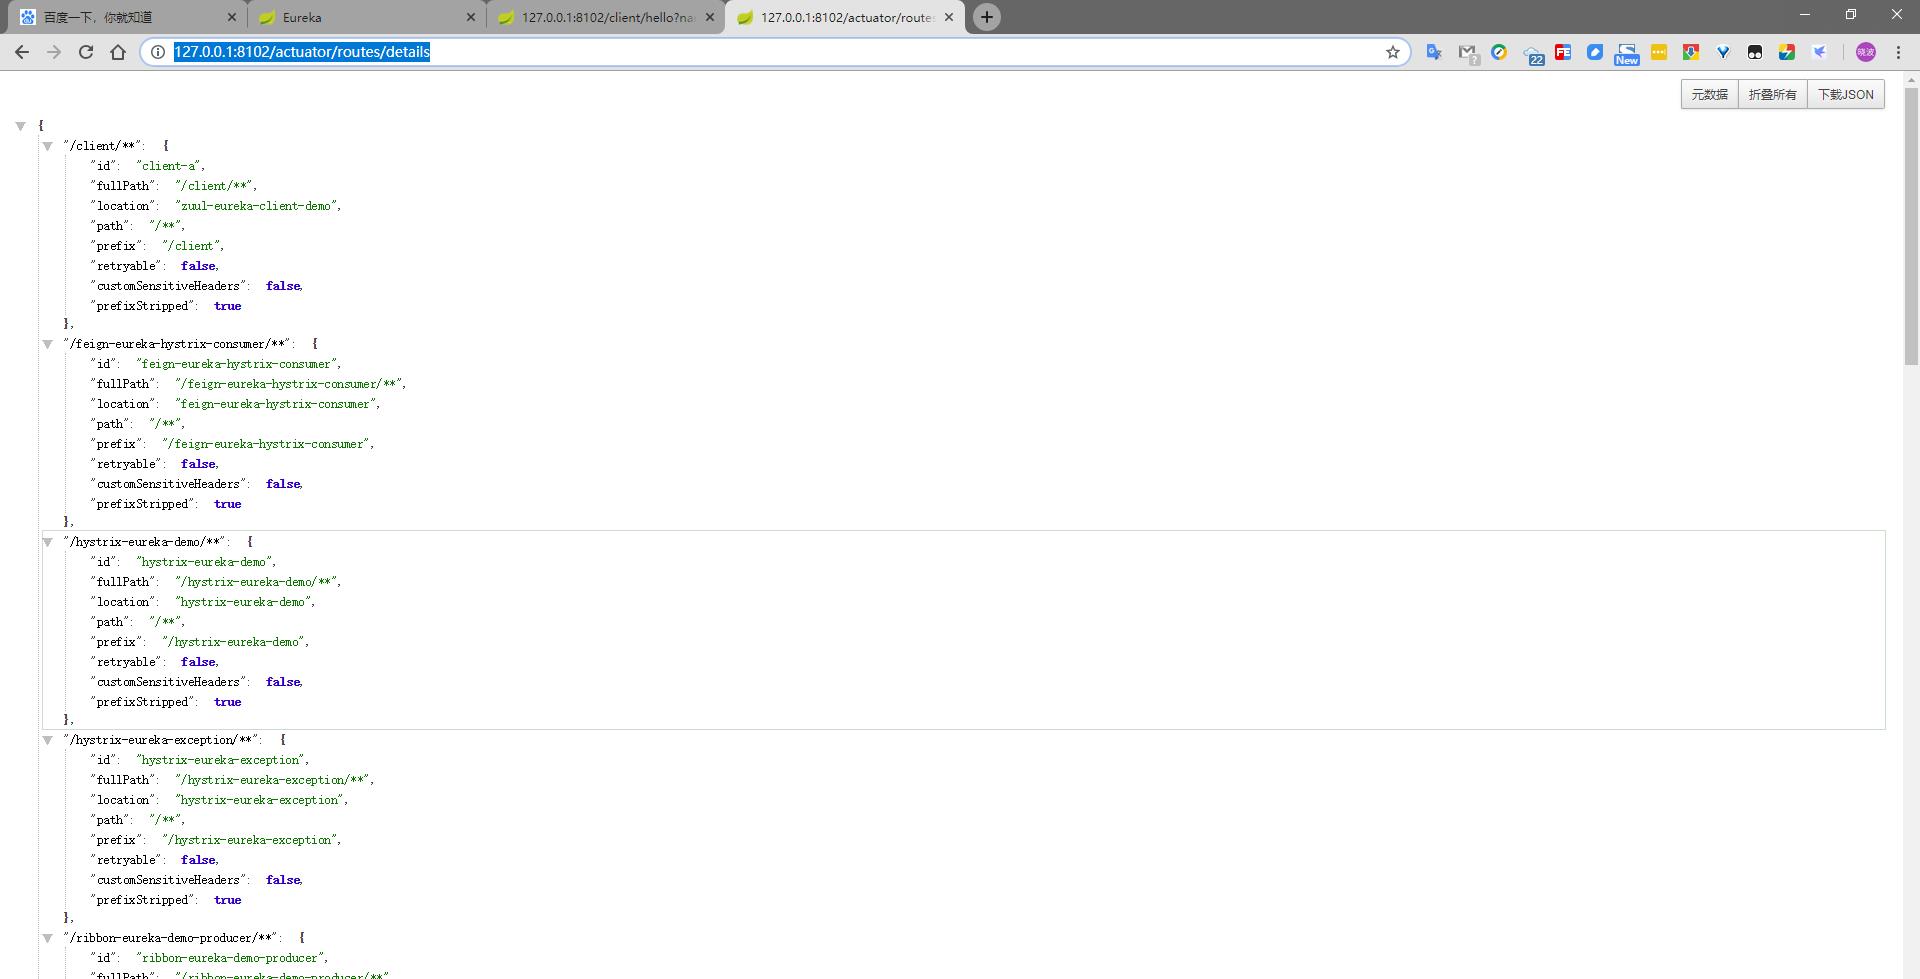 百度一下，你就知道
Eureka
127.0.0.1:8102/client/hello?na
127.0.0.1:8102/actuator/route
127.0.0.1:8102/actuator/routes/details
G
?
22
FE
New
晓波
元数据
折叠所有
下载JSON
{
"/client/**": {
"id": "client-a",
"fullPath": "/client/**",
"location": "zuul-eureka-client-demo",
"path": "/**",
"prefix": "/client",
"retryable": false,
"customSensitiveHeaders": false,
"prefixStripped": true
},
"/feign-eureka-hystrix-consumer/**": {
"id": "feign-eureka-hystrix-consumer",
"fullPath": "/feign-eureka-hystrix-consumer/**",
"location": "feign-eureka-hystrix-consumer",
"path": "/**",
"prefix": "/feign-eureka-hystrix-consumer",
"retryable": false,
"customSensitiveHeaders": false,
"prefixStripped": true
},
"/hystrix-eureka-demo/**": {
"id": "hystrix-eureka-demo",
"fullPath": "/hystrix-eureka-demo/**",
"location": "hystrix-eureka-demo",
"path": "/**",
"prefix": "/hystrix-eureka-demo",
"retryable": false,
"customSensitiveHeaders": false,
"prefixStripped": true
},
"/hystrix-eureka-exception/**": {
"id": "hystrix-eureka-exception",
"fullPath": "/hystrix-eureka-exception/**",
"location": "hystrix-eureka-exception",
"path": "/**",
"prefix": "/hystrix-eureka-exception",
"retryable": false,
"customSensitiveHeaders": false,
"prefixStripped": true
},
"/ribbon-eureka-demo-producer/**": {
"id": "ribbon-eureka-demo-producer",
"fullPath": "/ribbon-eureka-demo-producer/**"